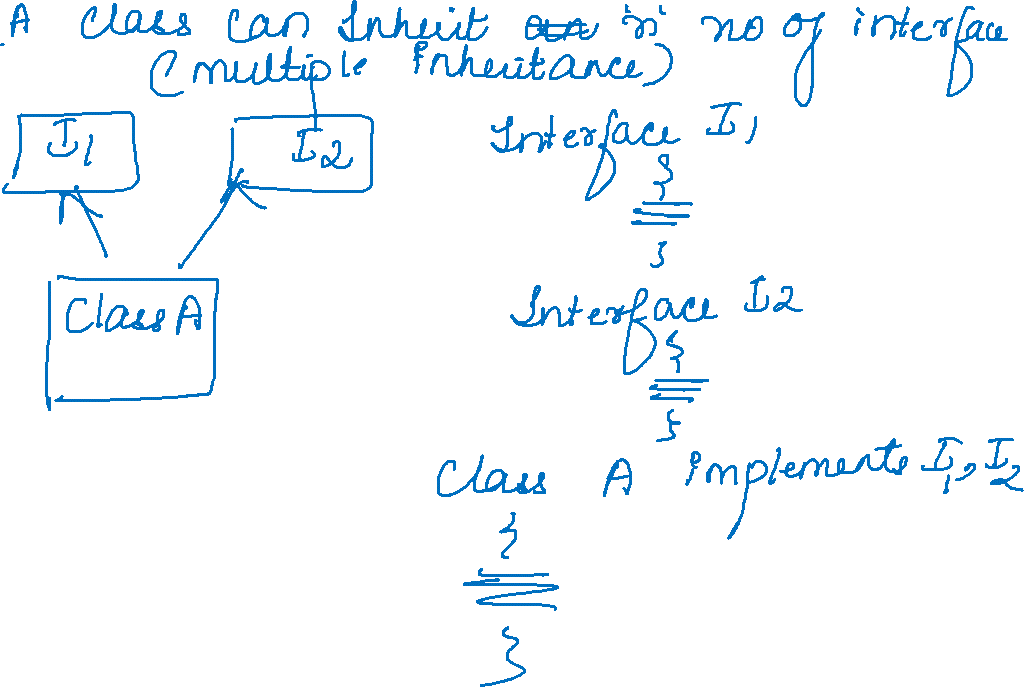 A class can Inherit 'n' no of interface
(multiple Inheritance)
I1
I2
Class A
Interface I1
{
}
Interface I2
{
}
Class A implements I1, I2
{
}